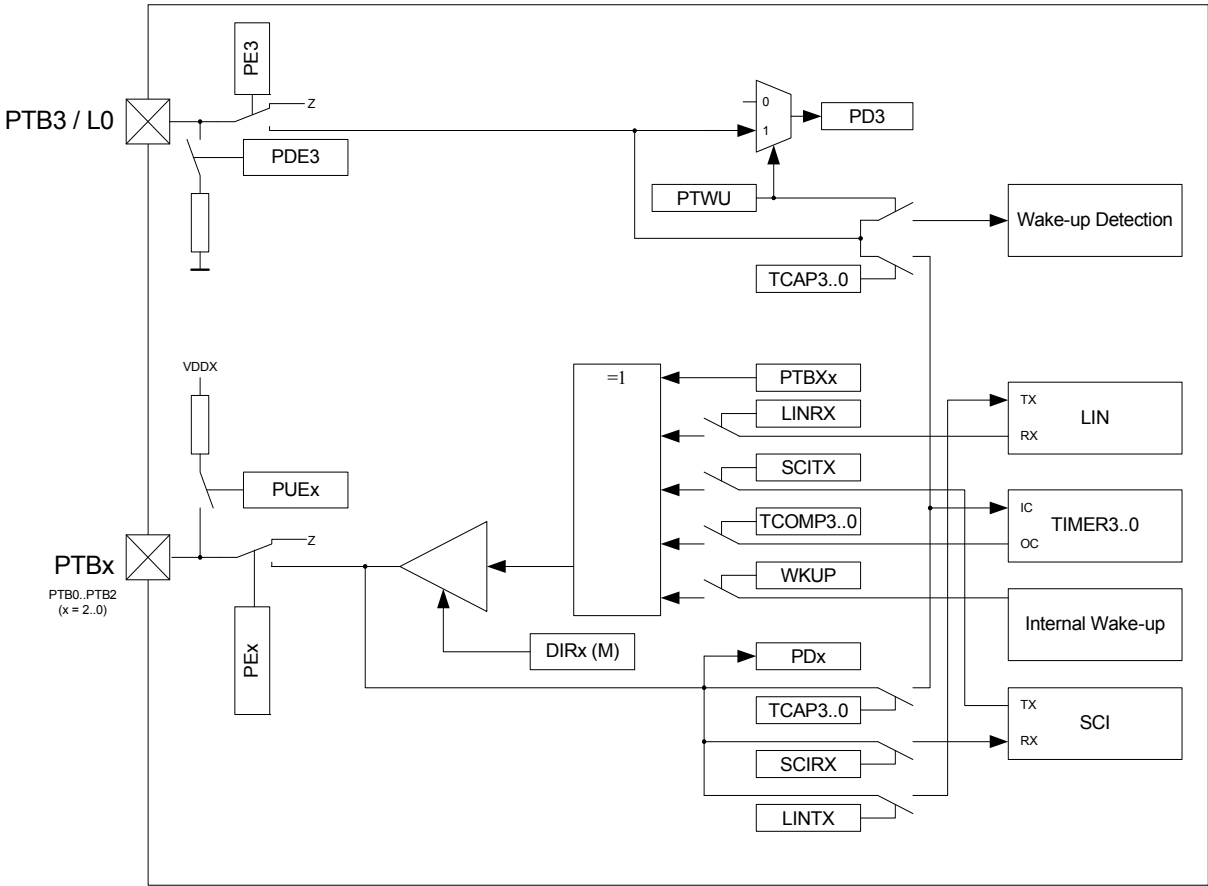 PE3
Z
PTB3 / L0
0
1
PD3
PDE3
PTWU
Wake-up Detection
TCAP3..0
VDDX
=1
PTBXx
LINRX
TX
LIN
RX
SCITX
PUEx
TCOMP3..0
IC
TIMER3..0
OC
Z
PTBx
PTB0..PTB2
(x = 2..0)
WKUP
Internal Wake-up
PEx
DIRx (M)
PDx
TCAP3..0
TX
SCI
RX
SCIRX
LINTX